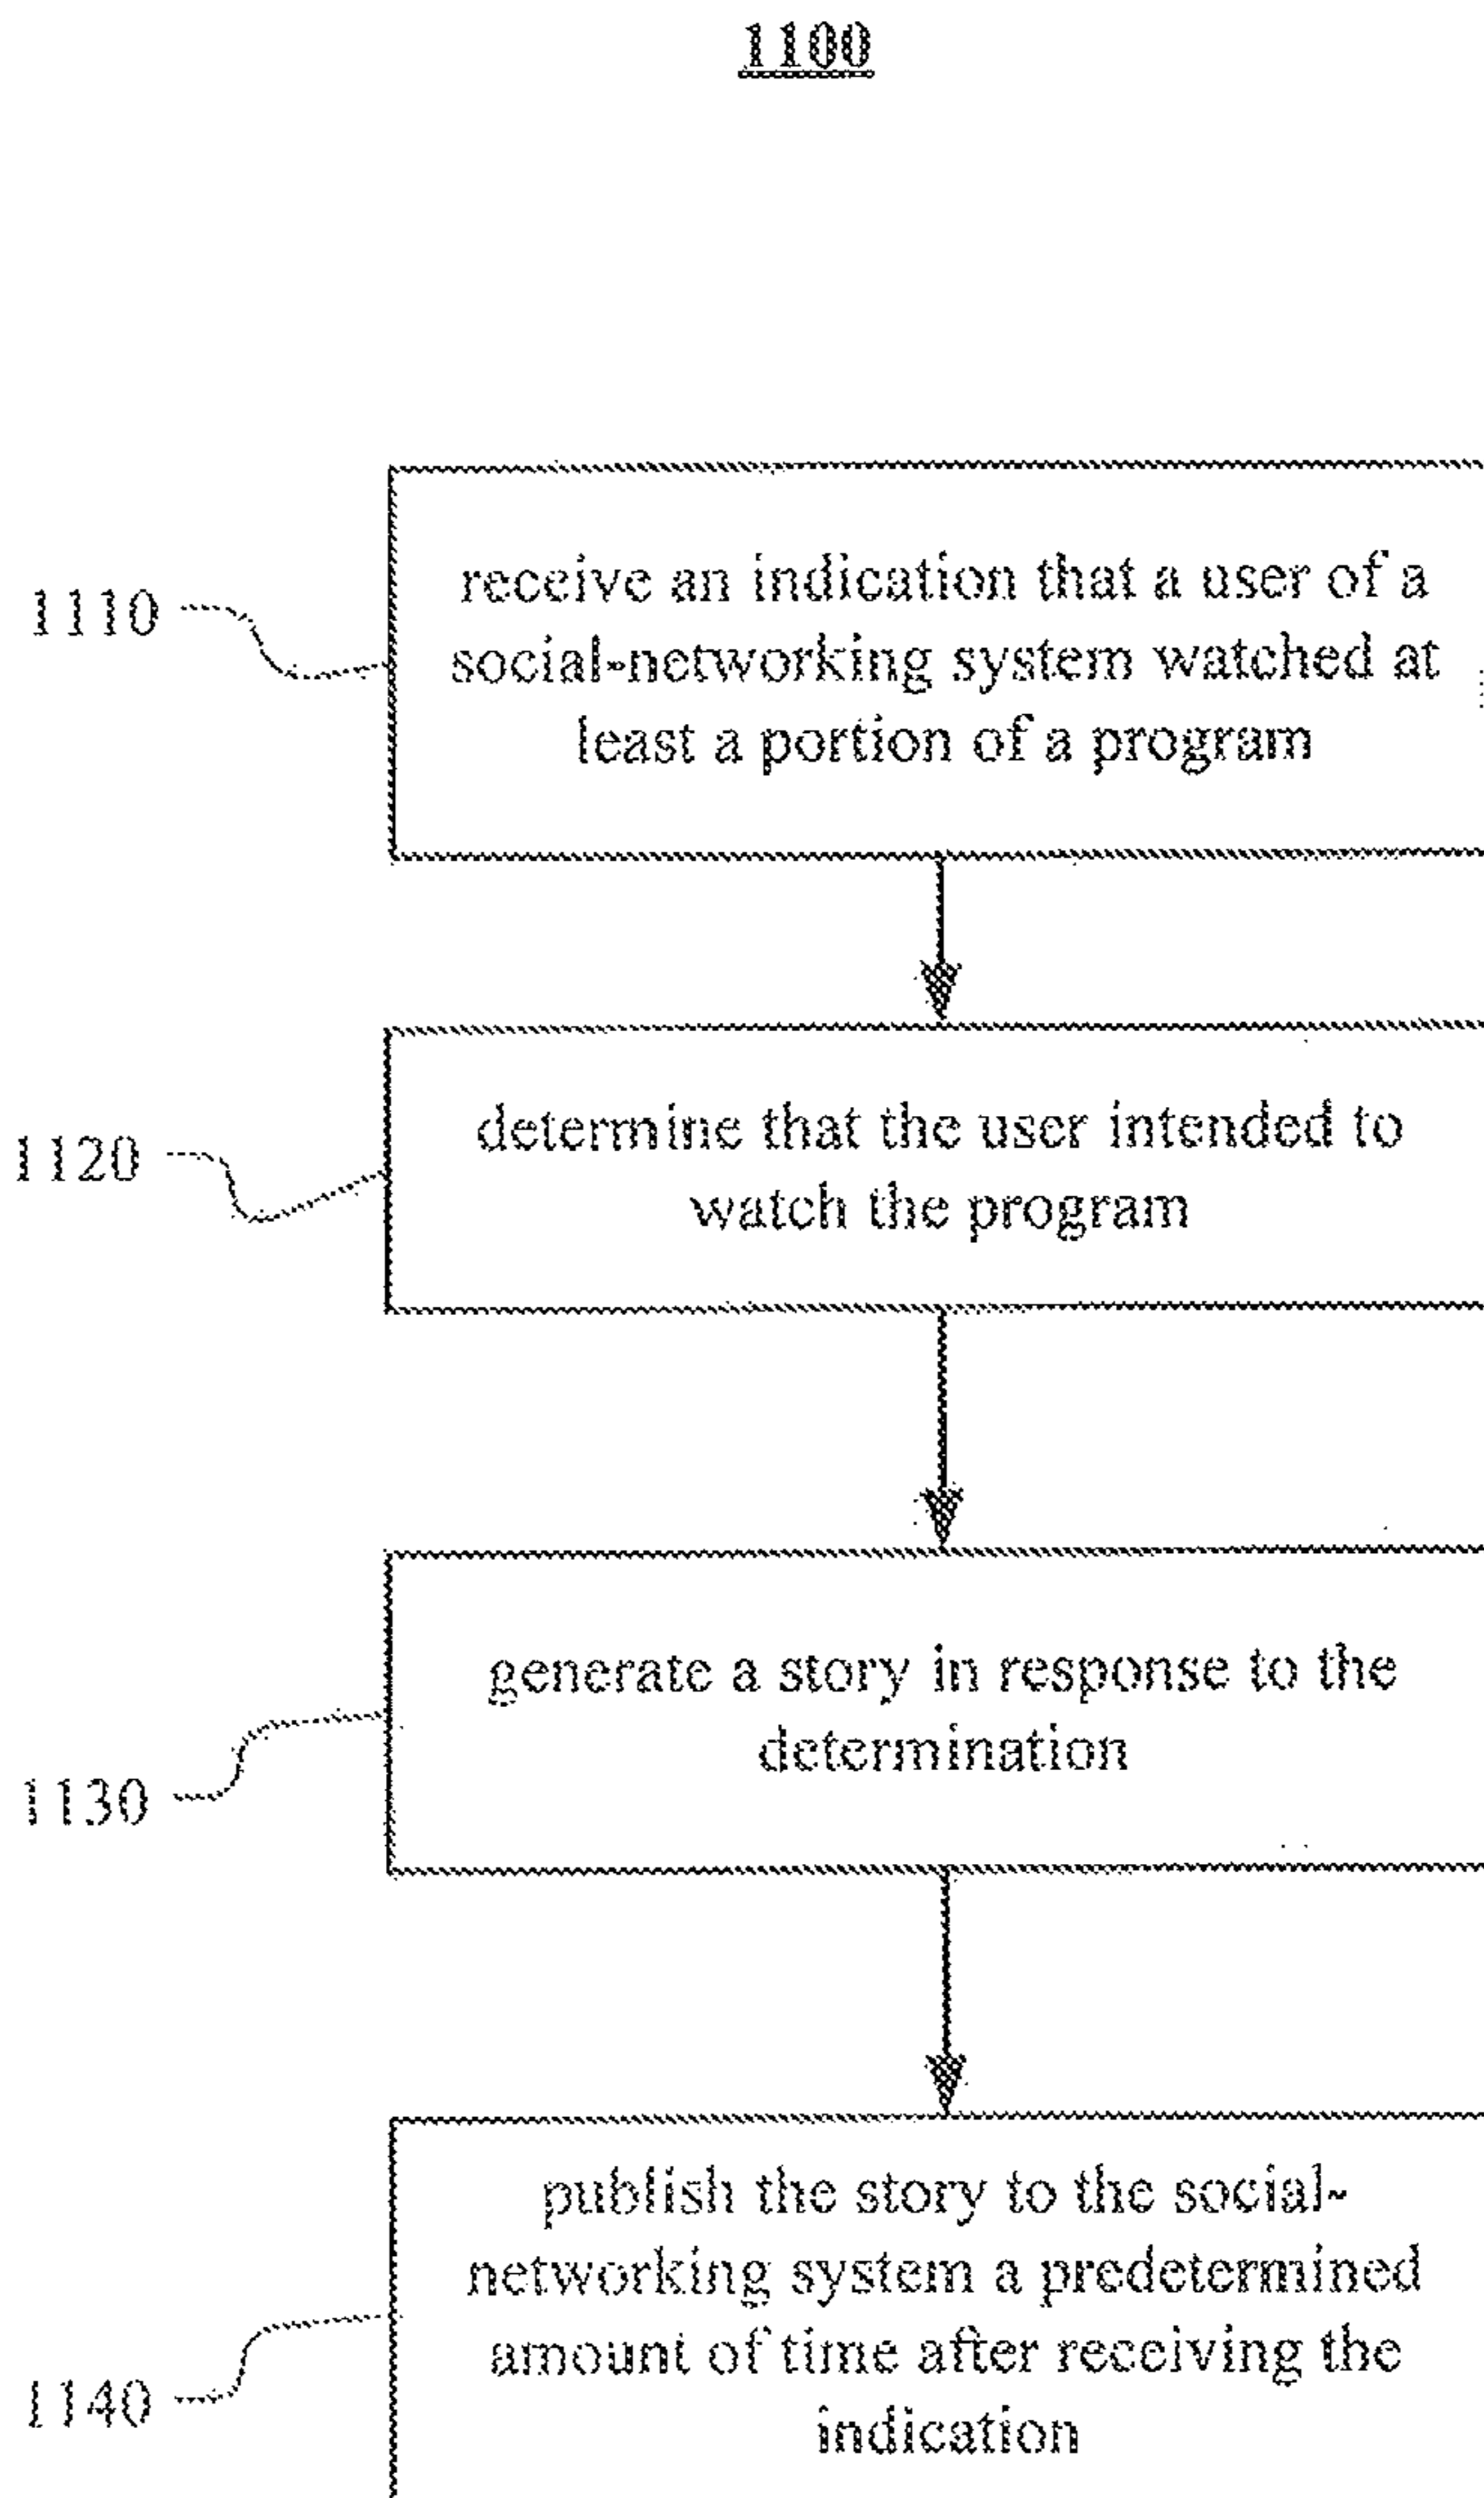 1100
1110
receive an indication that a user of a
social-networking system watched at
least a portion of a program
1120
determine that the user intended to
watch the program
1130
generate a story in response to the
determination
1140
publish the story to the social-
networking system a predetermined
amount of time after receiving the
indication